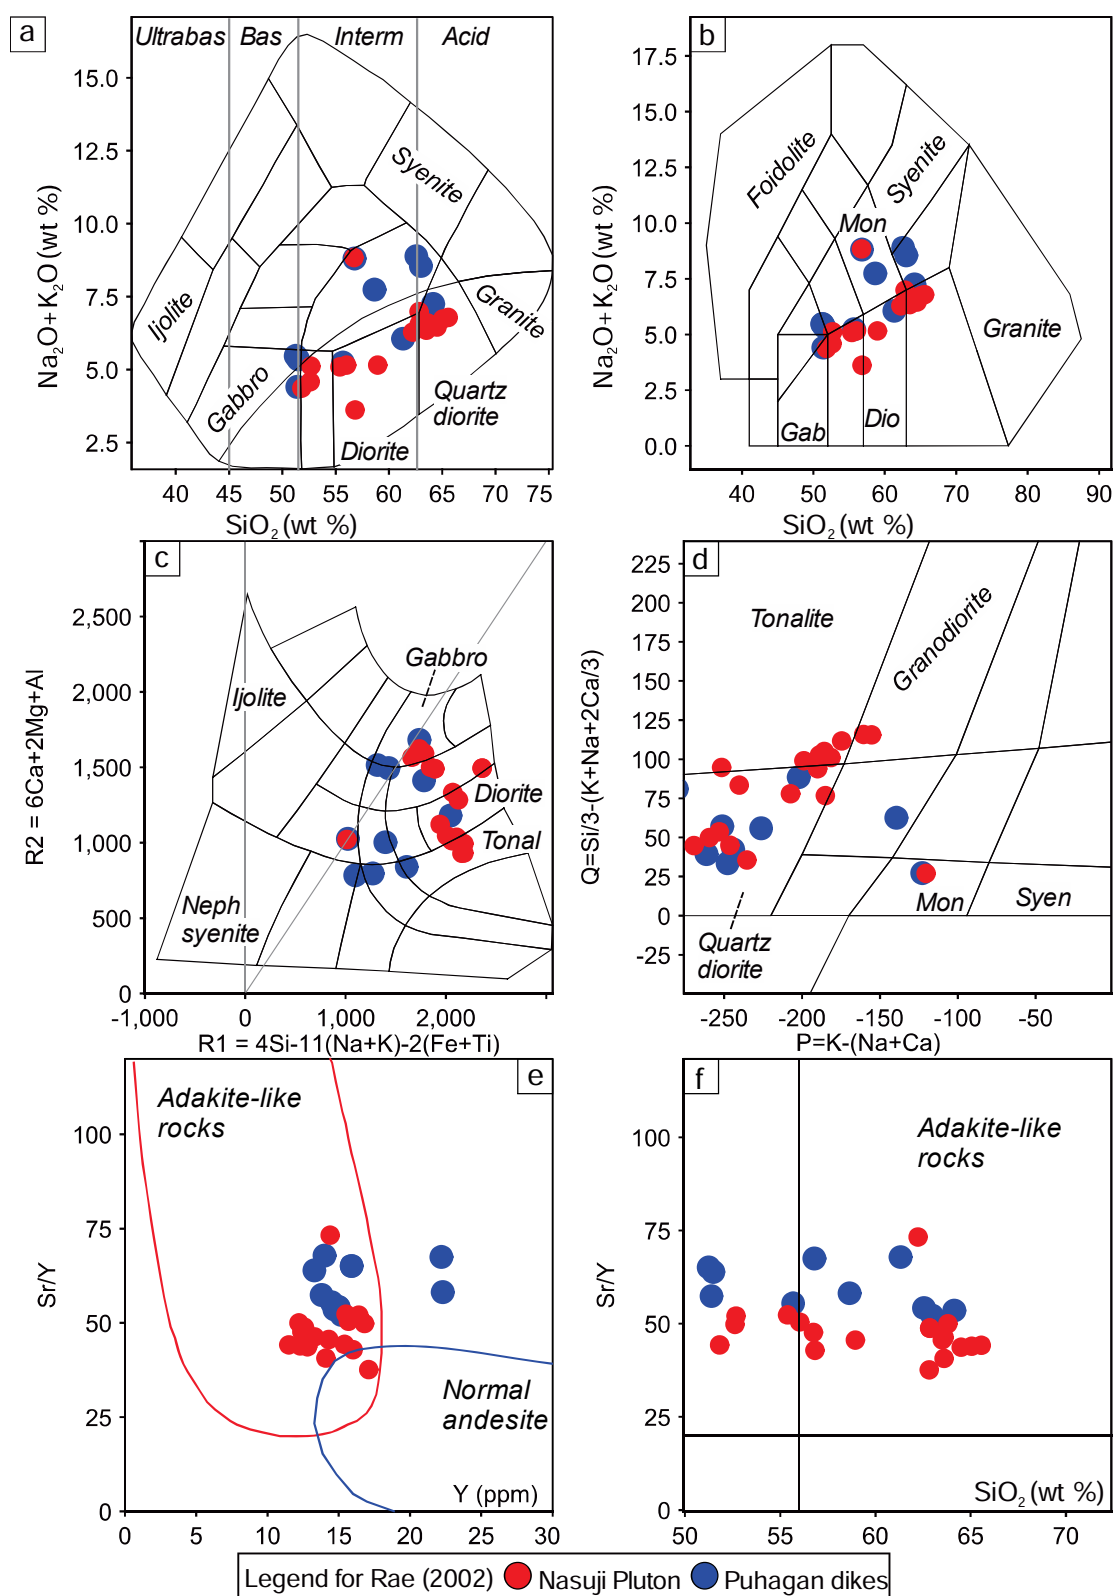 a
Ultrabas Bas Interm Acid
15.0
12.5
10.0
7.5
5.0
2.5
Na₂O+K₂O (wt %)
Syenite
Ijolite
Granite
Gabbro
Quartz
diorite
Diorite
40 45 50 55 60 65 70 75
SiO₂ (wt %)
b
17.5
15.0
12.5
10.0
7.5
5.0
2.5
0.0
Na₂O+K₂O (wt %)
Foidolite
Syenite
Mon
Granite
Gab
Dio
40 50 60 70 80 90
SiO₂ (wt %)
c
2,500
2,000
1,500
1,000
500
0
R2 = 6Ca+2Mg+Al
Gabbro
Ijolite
Diorite
Tonal
Neph
syenite
-1,000 0 1,000 2,000
R1 = 4Si-11(Na+K)-2(Fe+Ti)
d
225
200
175
150
125
100
75
50
25
0
-25
Q=Si/3-(K+Na+2Ca/3)
Tonalite
Granodiorite
Mon
Syen
Quartz
diorite
-250 -200 -150 -100 -50
P=K-(Na+Ca)
e
Adakite-like
rocks
100
75
50
25
0
Sr/Y
Normal
andesite
Y (ppm)
0 5 10 15 20 25 30
f
Adakite-like
rocks
100
75
50
25
0
Sr/Y
SiO₂ (wt %)
50 55 60 65 70
Legend for Rae (2002) Nasuji Pluton Puhagan dikes